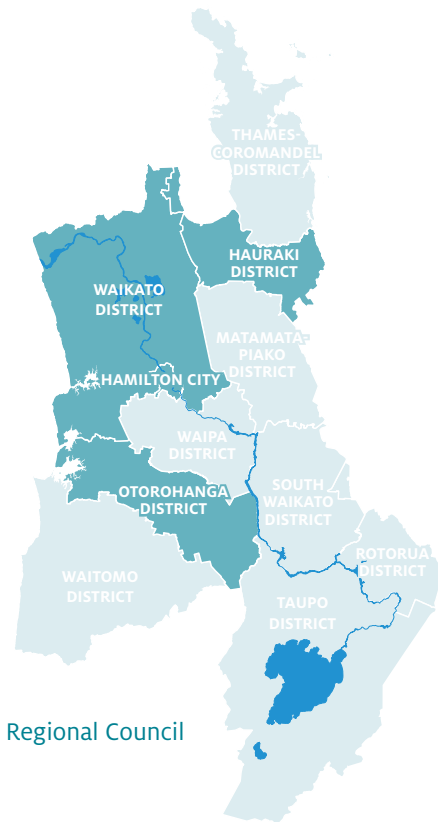 THAMES-
COROMANDEL
DISTRICT
HAURAKI
DISTRICT
WAIKATO
DISTRICT
MATAMATA-
PIAKO
DISTRICT
HAMILTON CITY
WAIPA
DISTRICT
OTOROHANGA
DISTRICT
SOUTH
WAIKATO
DISTRICT
ROTORUA
DISTRICT
WAITOMO
DISTRICT
TAUPO
DISTRICT
Regional Council